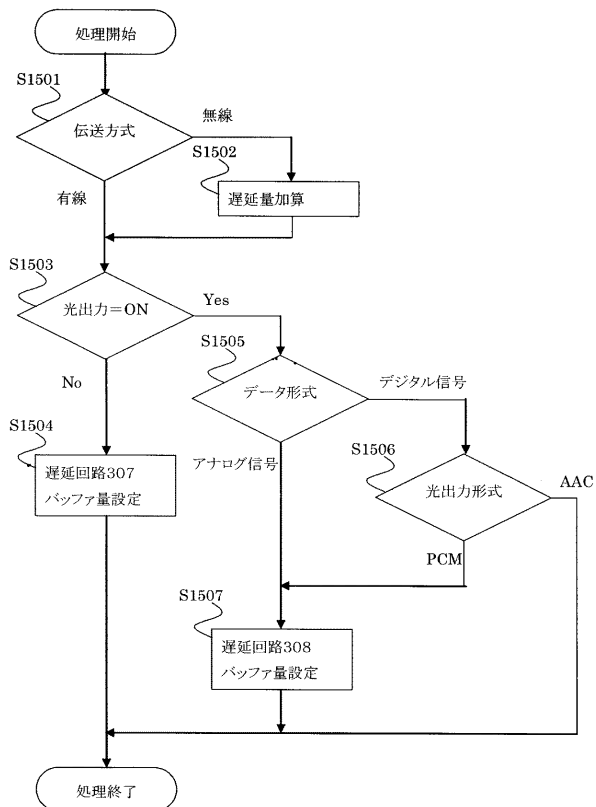 処理開始
S1501
伝送方式
無線
S1502
遅延量加算
有線
S1503
光出力＝ON
Yes
S1505
データ形式
デジタル信号
No
S1504
遅延回路307
バッファ量設定
アナログ信号
S1506
光出力形式
AAC
PCM
S1507
遅延回路308
バッファ量設定
処理終了